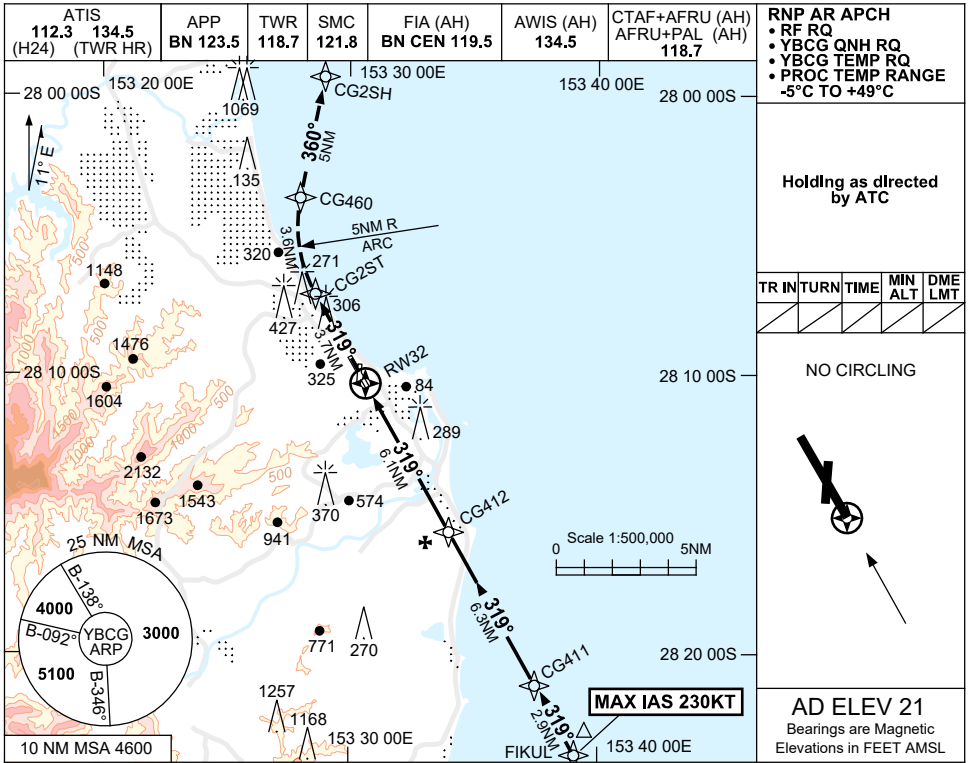 ATIS
112.3 134.5
(H24) (TWR HR)
APP
BN 123.5
TWR
118.7
SMC
121.8
FIA (AH)
BN CEN 119.5
AWIS (AH)
134.5
CTAF+AFRU (AH)
AFRU+PAL (AH)
118.7
RNP AR APCH
• RF RQ
• YBCG QNH RQ
• YBCG TEMP RQ
• PROC TEMP RANGE
-5°C TO +49°C
Holding as directed
by ATC
TR IN
TURN
TIME
MIN
ALT
DME
LMT
NO CIRCLING
AD ELEV 21
Bearings are Magnetic
Elevations in FEET AMSL
153 20 00E
153 30 00E
153 40 00E
28 00 00S
28 00 00S
11° E
1069
135
CG2SH
360°
5NM
CG460
5NM R
ARC
3.6NM
320
271
CG2ST
306
427
319°
3.7NM
325
RW32
84
289
1148
500
500
1476
1604
28 10 00S
28 10 00S
1500
1000
1000
500
500
2132
1543
1673
370
574
941
319°
6.1NM
CG412
Scale 1:500,000
0
5NM
319°
6.3NM
CG411
28 20 00S
MAX IAS 230KT
319°
2.9NM
FIKUL
25 NM MSA
B-138°
4000
B-092°
YBCG
ARP
3000
5100
B-346°
771
270
1257
1168
10 NM MSA 4600
153 30 00E
153 40 00E